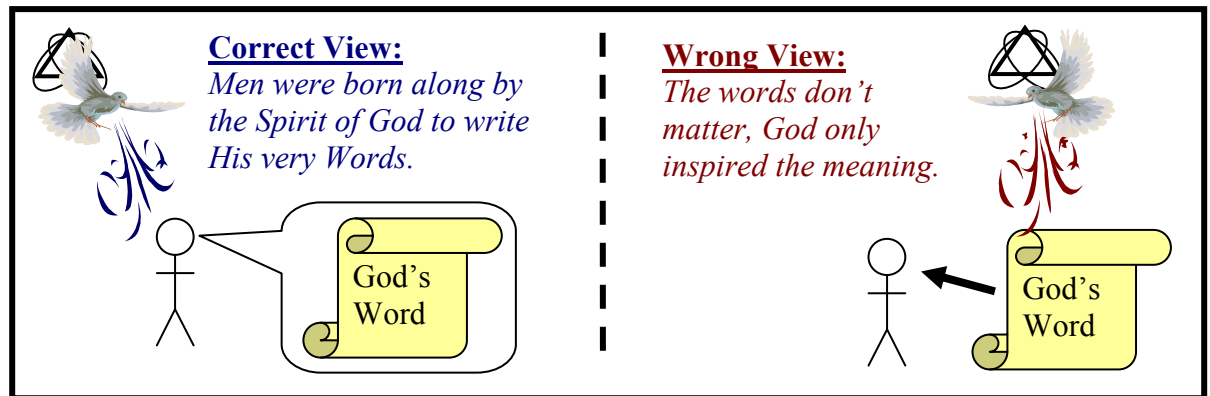 Correct View:
Men were born along by
the Spirit of God to write
His very Words.
God's
Word
Wrong View:
The words don't
matter, God only
inspired the meaning.
God's
Word